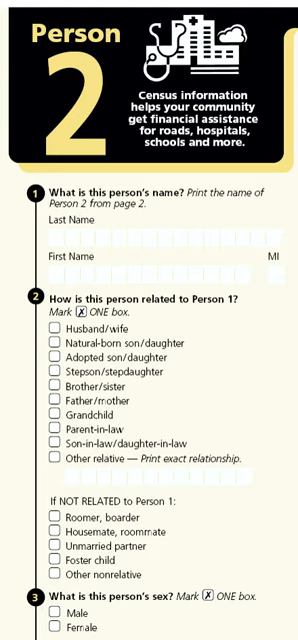 Person
2
Census information
helps your community
get financial assistance
for roads, hospitals,
schools and more.
1 What is this person's name? Print the name of
Person 2 from page 2.
Last Name
First Name MI
2 How is this person related to Person 1?
Mark X ONE box.
Husband/wife
Natural-born son/daughter
Adopted son/daughter
Stepson/stepdaughter
Brother/sister
Father/mother
Grandchild
Parent-in-law
Son-in-law/daughter-in-law
Other relative — Print exact relationship.
If NOT RELATED to Person 1:
Roomer, boarder
Housemate, roommate
Unmarried partner
Foster child
Other nonrelative
3 What is this person's sex? Mark X ONE box.
Male
Female